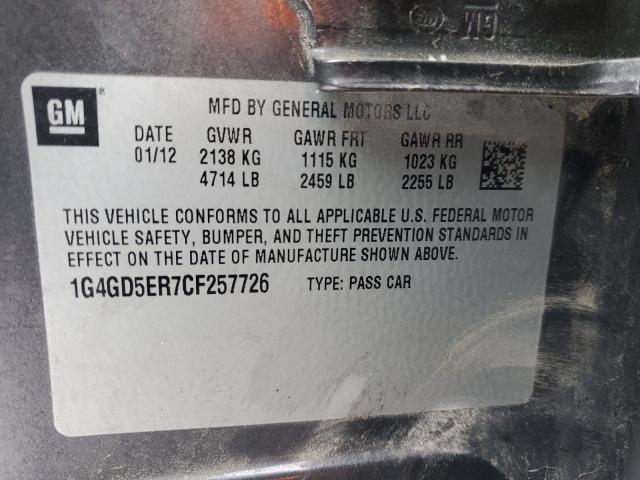 GM
MFD BY GENERAL MOTORS LLC
DATE GVWR GAWR FRT GAWR RR
01/12 2138 KG 1115 KG 1023 KG
4714 LB 2459 LB 2255 LB
THIS VEHICLE CONFORMS TO ALL APPLICABLE U.S. FEDERAL MOTOR
VEHICLE SAFETY, BUMPER, AND THEFT PREVENTION STANDARDS IN
EFFECT ON THE DATE OF MANUFACTURE SHOWN ABOVE.
1G4GD5ER7CF257726 TYPE: PASS CAR